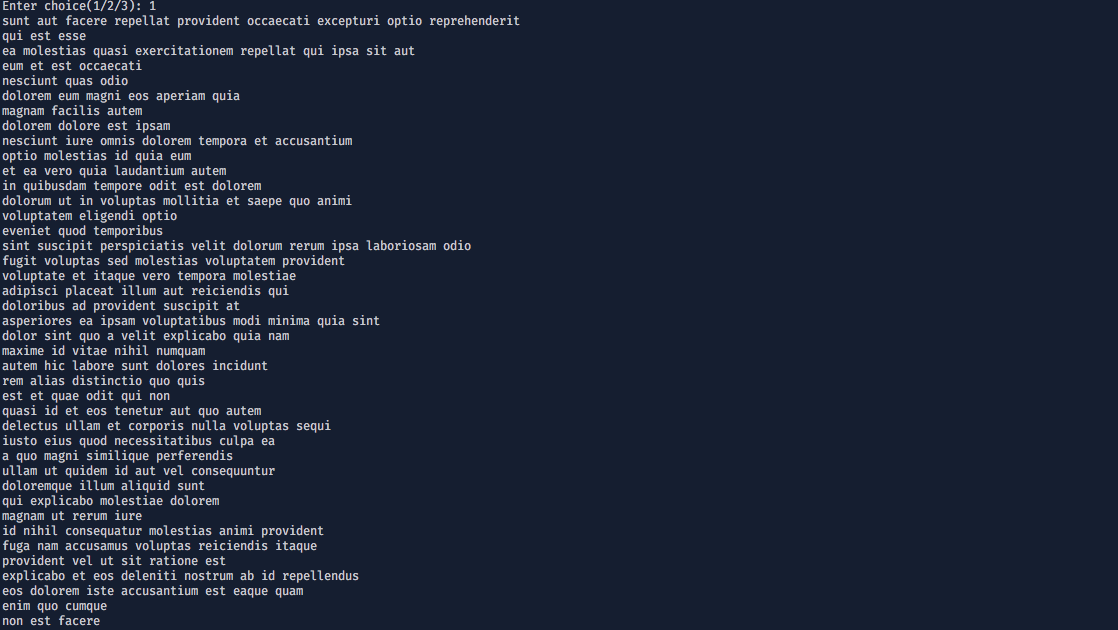 Enter choice(1/2/3): 1
sunt aut facere repellat provident occaecati excepturi optio reprehenderit
qui est esse
ea molestias quasi exercitationem repellat qui ipsa sit aut
eum et est occaecati
nesciunt quas odio
dolorem eum magni eos aperiam quia
magnam facilis autem
dolorem dolore est ipsam
nesciunt iure omnis dolorem tempora et accusantium
optio molestias id quia eum
et ea vero quia laudantium autem
in quibusdam tempore odit est dolorem
dolorum ut in voluptas mollitia et saepe quo animi
voluptatem eligendi optio
eveniet quod temporibus
sint suscipit perspiciatis velit dolorum rerum ipsa laboriosam odio
fugit voluptas sed molestias voluptatem provident
voluptate et itaque vero tempora molestiae
adipisci placeat illum aut reiciendis qui
doloribus ad provident suscipit at
asperiores ea ipsam voluptatibus modi minima quia sint
dolor sint quo a velit explicabo quia nam
maxime id vitae nihil numquam
autem hic labore sunt dolores incidunt
rem alias distinctio quo quis
est et quae odit qui non
quasi id et eos tenetur aut quo autem
delectus ullam et corporis nulla voluptas sequi
iusto eius quod necessitatibus culpa ea
a quo magni similique perferendis
ullam ut quidem id aut vel consequuntur
doloremque illum aliquid sunt
qui explicabo molestiae dolorem
magnam ut rerum iure
id nihil consequatur molestias animi provident
fuga nam accusamus voluptas reiciendis itaque
provident vel ut sit ratione est
explicabo et eos deleniti nostrum ab id repellendus
eos dolorem iste accusantium est eaque quam
enim quo cumque
non est facere